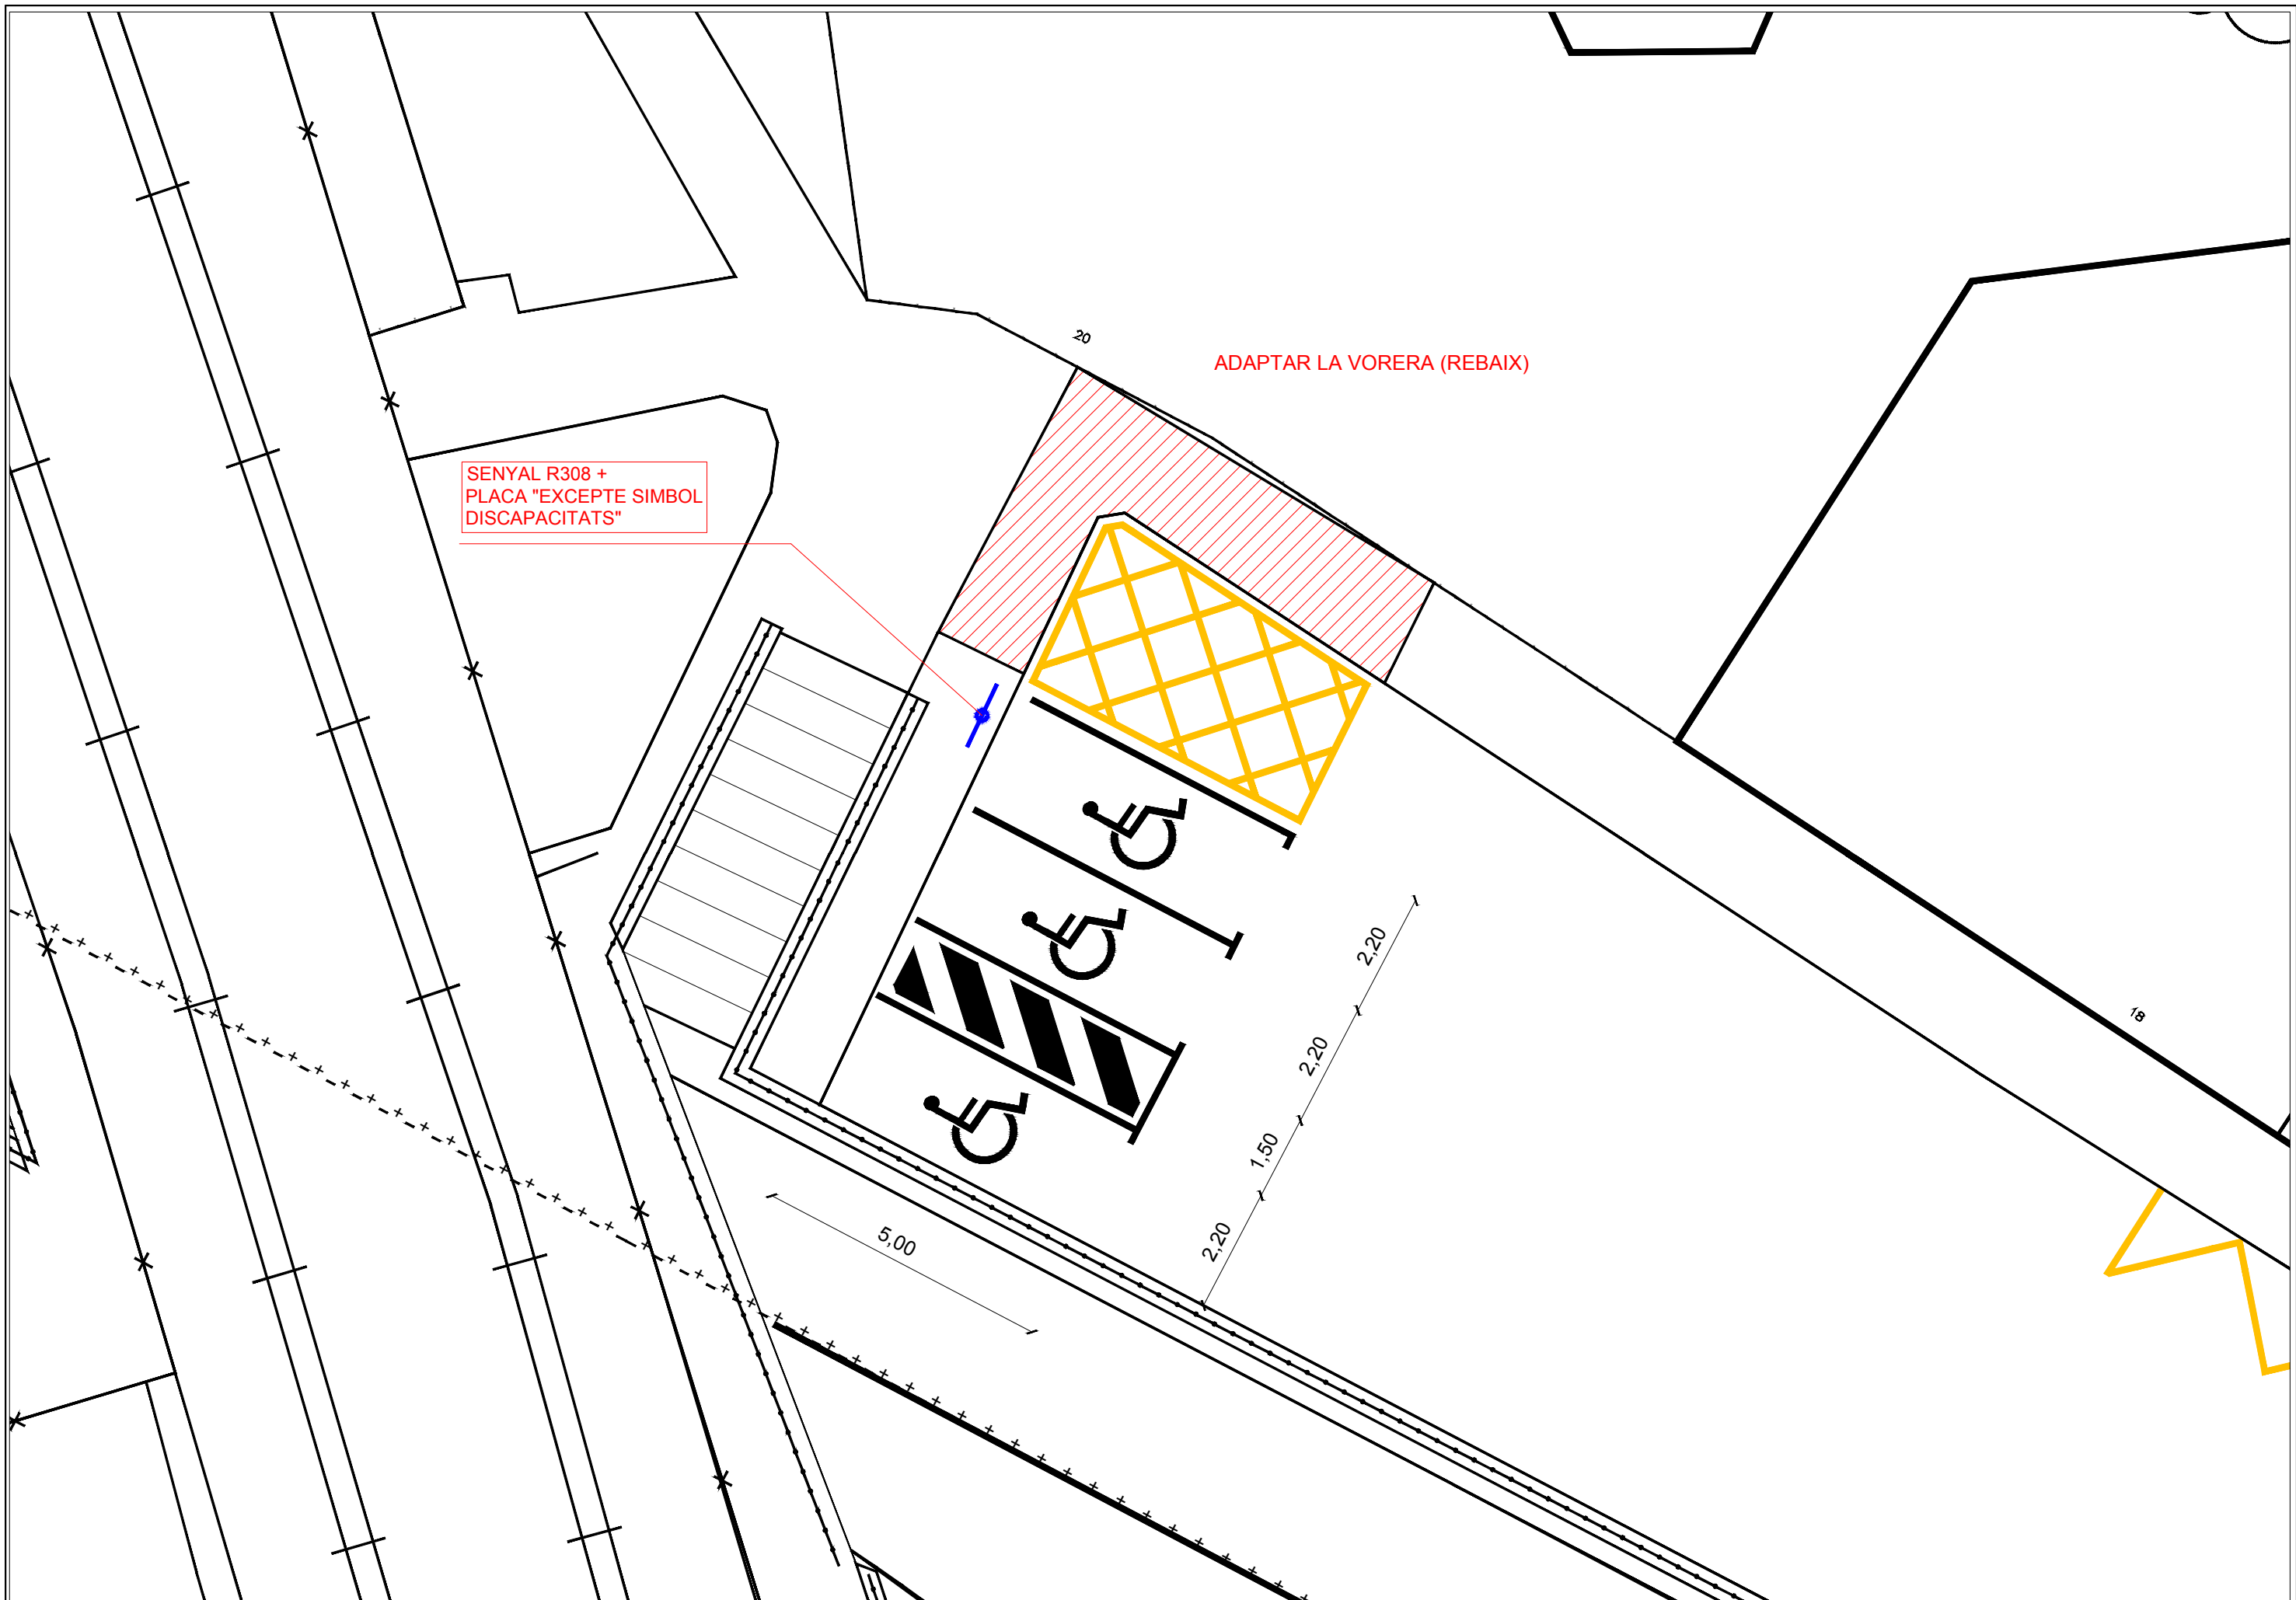 20
ADAPTAR LA VORERA (REBAIX)
SENYAL R308 +
PLACA "EXCEPTE SIMBOL
DISCAPACITATS"
2,20
2,20
1,50
2,20
5,00
18